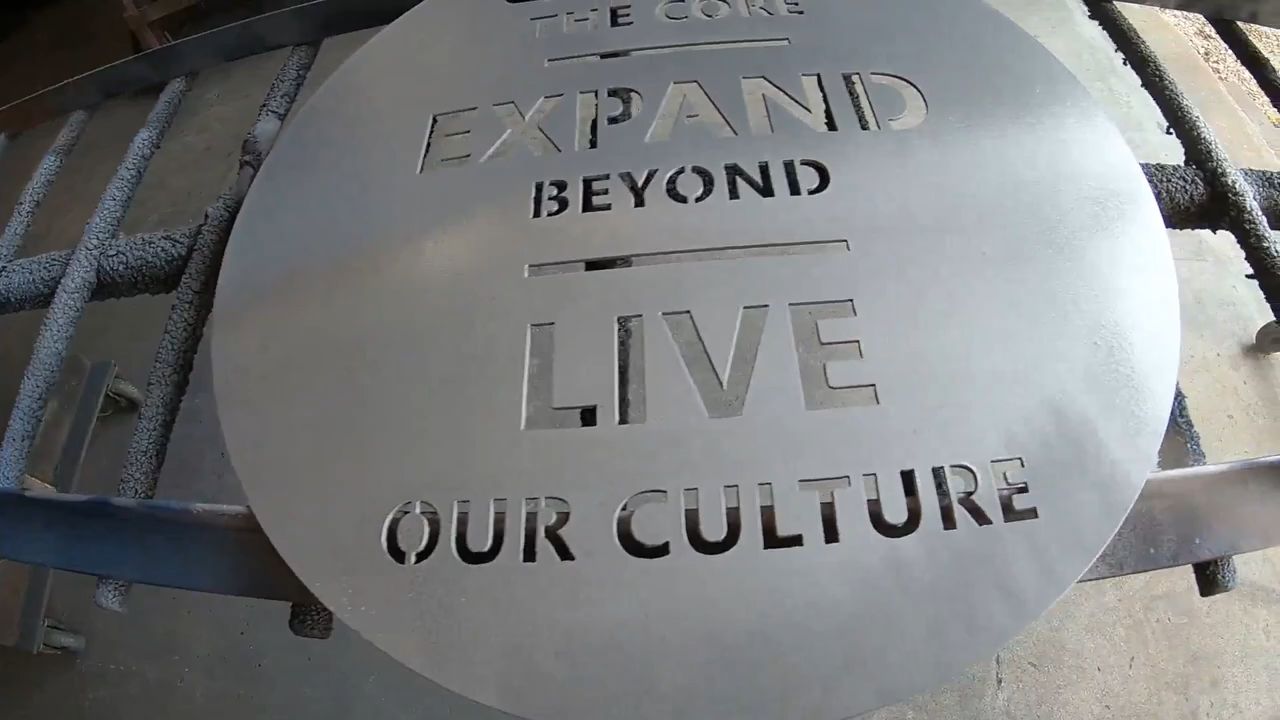 THE CORE
EXPAND
BEYOND
LIVE
OUR CULTURE